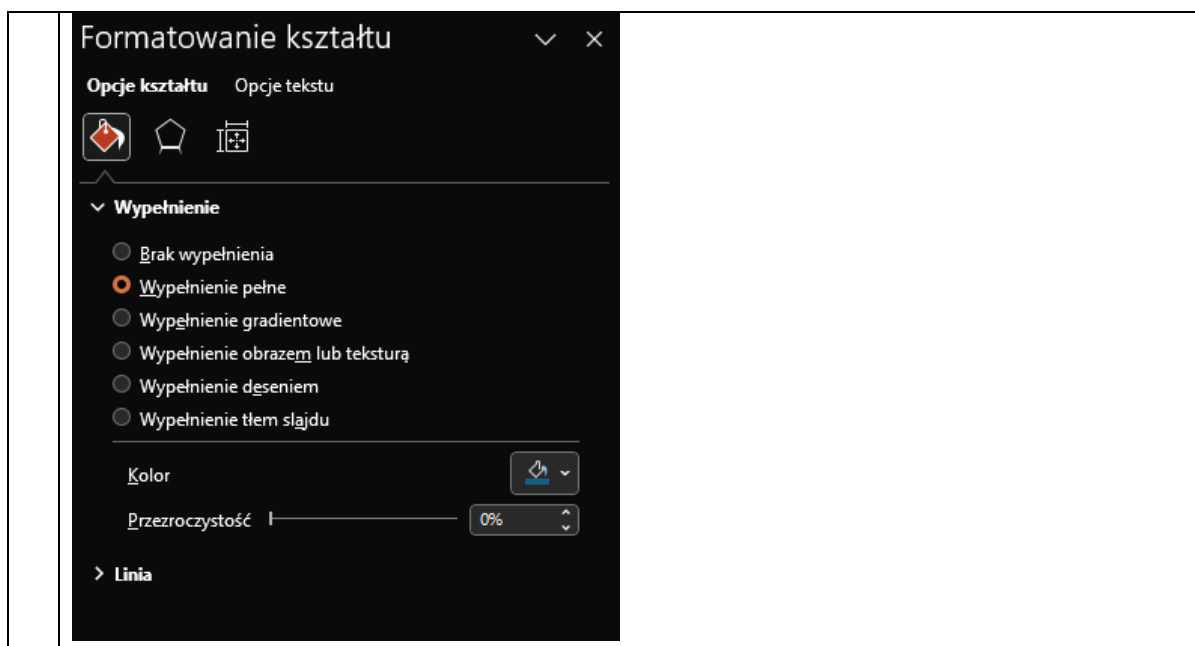 Formatowanie kształtu
Opcje kształtu Opcje tekstu
Wypełnienie
Brak wypełnienia
Wypełnienie pełne
Wypełnienie gradientowe
Wypełnienie obrazem lub teksturą
Wypełnienie deseniem
Wypełnienie tłem slajdu
Kolor
Przezroczystość 0%
Linia